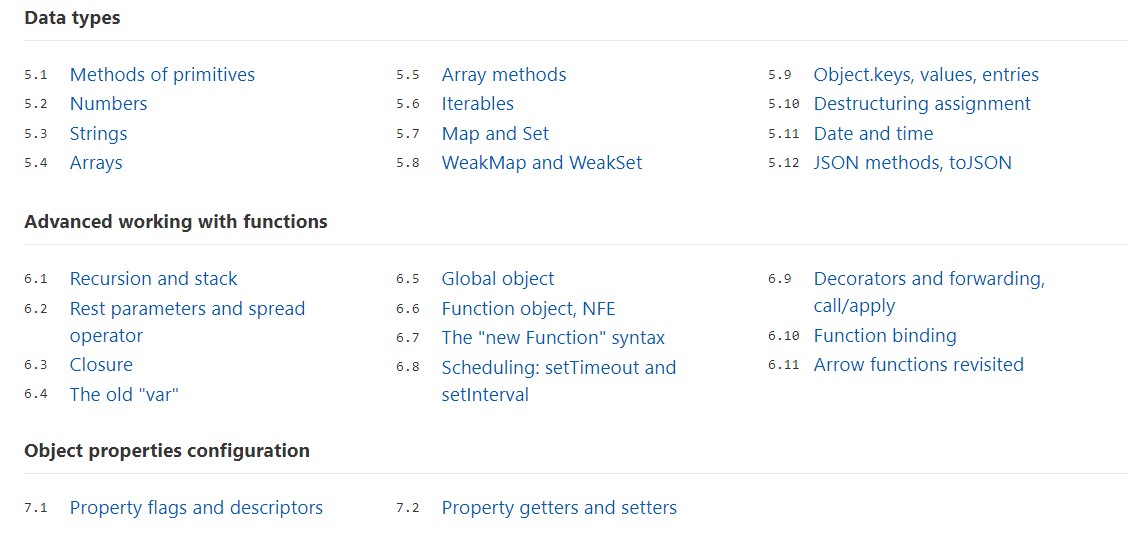 Data types
5.1 Methods of primitives
5.2 Numbers
5.3 Strings
5.4 Arrays
5.5 Array methods
5.6 Iterables
5.7 Map and Set
5.8 WeakMap and WeakSet
5.9 Object.keys, values, entries
5.10 Destructuring assignment
5.11 Date and time
5.12 JSON methods, toJSON
Advanced working with functions
6.1 Recursion and stack
6.2 Rest parameters and spread
operator
6.3 Closure
6.4 The old "var"
6.5 Global object
6.6 Function object, NFE
6.7 The "new Function" syntax
6.8 Scheduling: setTimeout and
setInterval
6.9 Decorators and forwarding,
call/apply
6.10 Function binding
6.11 Arrow functions revisited
Object properties configuration
7.1 Property flags and descriptors
7.2 Property getters and setters